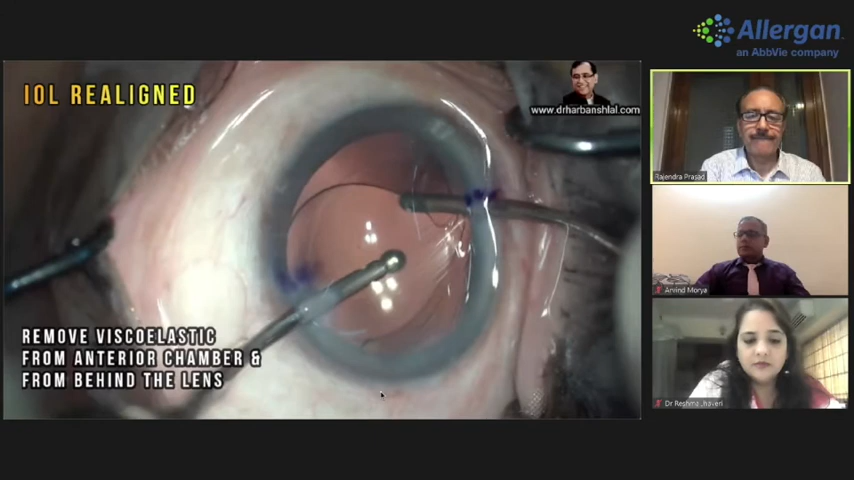 Allergan
an AbbVie company
IOL REALIGNED
www.drharbanshlal.com
REMOVE VISCOELASTIC
FROM ANTERIOR CHAMBER &
FROM BEHIND THE LENS
Rajendra Prasad
Arvind Morya
Dr Reshma Jhaveri